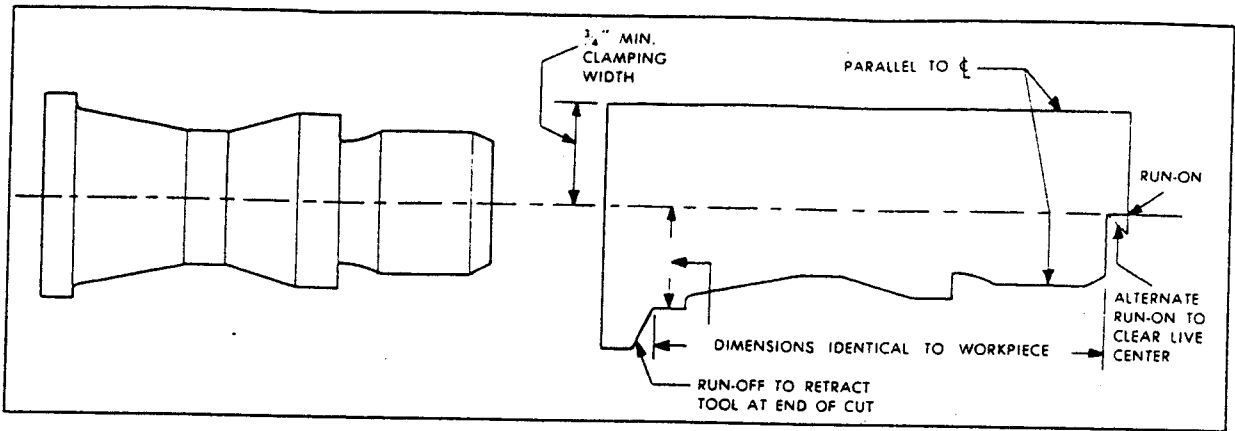 ¾" MIN.
CLAMPING
WIDTH
PARALLEL TO ℄
RUN-ON
ALTERNATE
RUN-ON TO
CLEAR LIVE
CENTER
DIMENSIONS IDENTICAL TO WORKPIECE
RUN-OFF TO RETRACT
TOOL AT END OF CUT